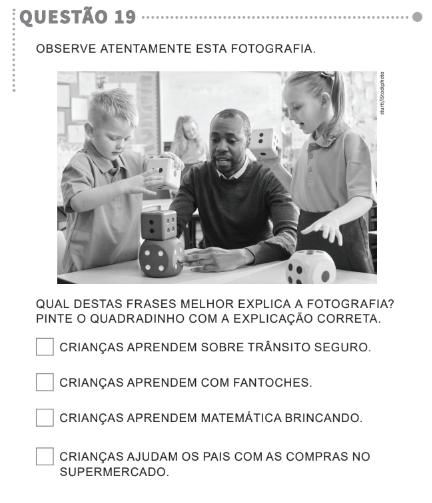 QUESTÃO 19
OBSERVE ATENTAMENTE ESTA FOTOGRAFIA.
QUAL DESTAS FRASES MELHOR EXPLICA A FOTOGRAFIA?
PINTE O QUADRADINHO COM A EXPLICAÇÃO CORRETA.
CRIANÇAS APRENDEM SOBRE TRÂNSITO SEGURO.
CRIANÇAS APRENDEM COM FANTOCHES.
CRIANÇAS APRENDEM MATEMÁTICA BRINCANDO.
CRIANÇAS AJUDAM OS PAIS COM AS COMPRAS NO
SUPERMERCADO.